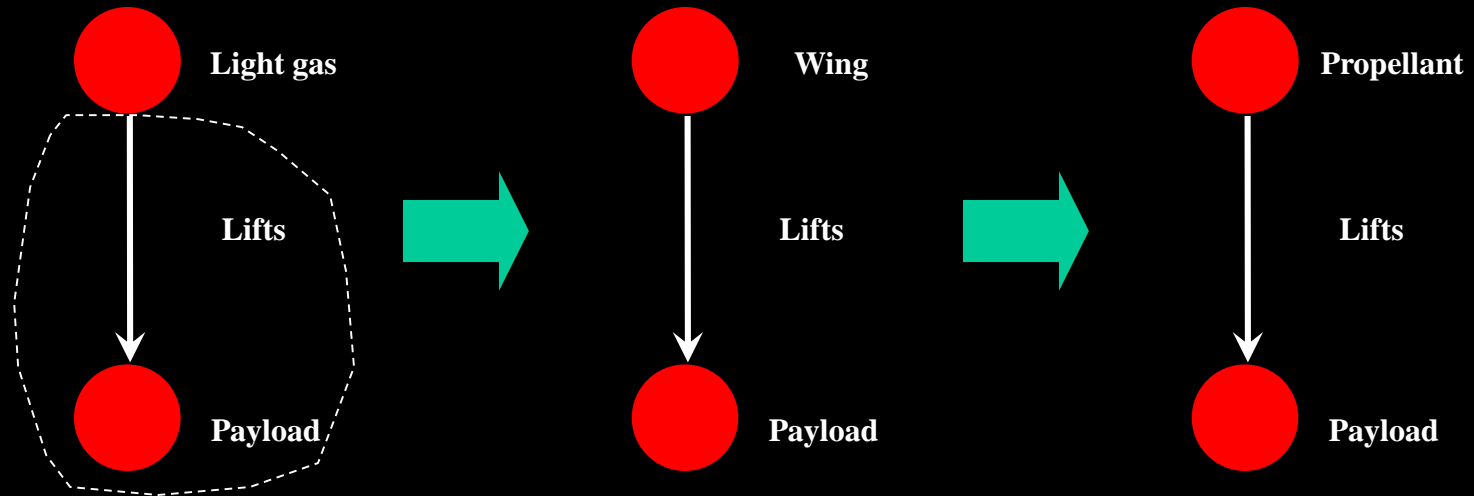 Light gas
Lifts
Payload
Wing
Lifts
Payload
Propellant
Lifts
Payload